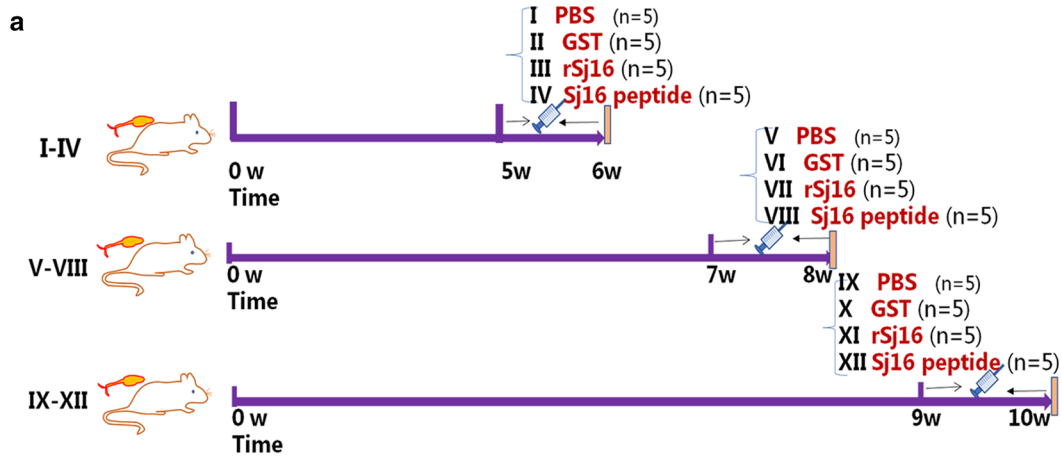 a
I PBS (n=5)
II GST (n=5)
III rSj16 (n=5)
IV Sj16 peptide (n=5)
I-IV
0 w
5w
6w
Time
V PBS (n=5)
VI GST (n=5)
VII rSj16 (n=5)
VIII Sj16 peptide (n=5)
V-VIII
0 w
7w
8w
Time
IX PBS (n=5)
X GST (n=5)
XI rSj16 (n=5)
XII Sj16 peptide (n=5)
IX-XII
0 w
9w
10w
Time